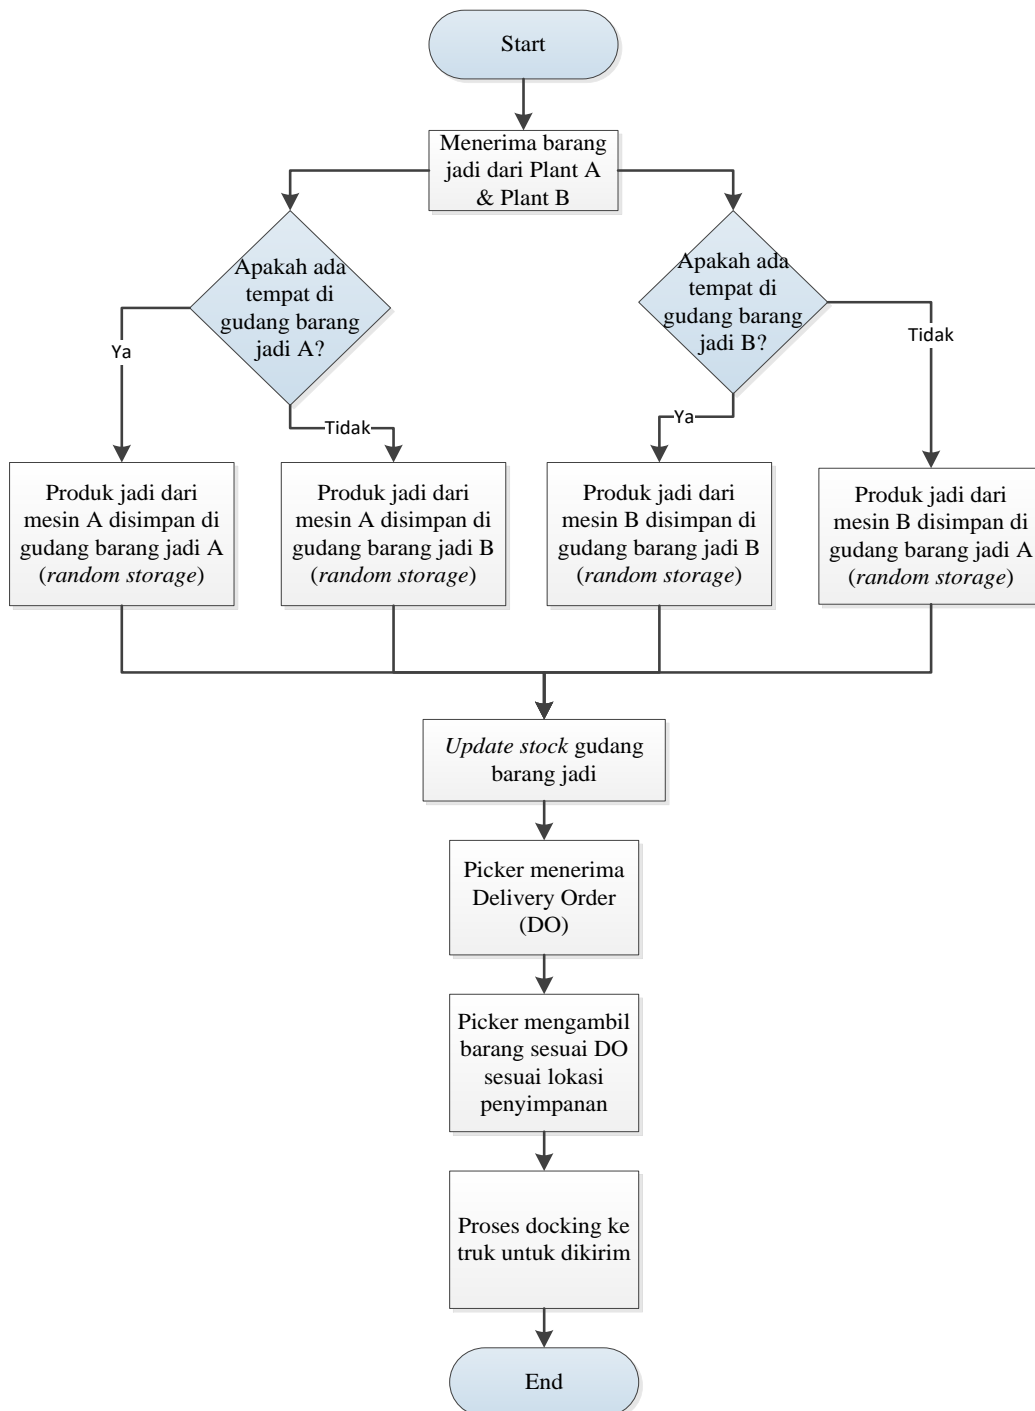 Start
Menerima barang
jadi dari Plant A
& Plant B
Apakah ada
tempat di
gudang barang
jadi A?
Apakah ada
tempat di
gudang barang
jadi B?
Ya
Tidak
Ya
Tidak
Produk jadi dari
mesin A disimpan di
gudang barang jadi A
(random storage)
Produk jadi dari
mesin A disimpan di
gudang barang jadi B
(random storage)
Produk jadi dari
mesin B disimpan di
gudang barang jadi B
(random storage)
Produk jadi dari
mesin B disimpan di
gudang barang jadi A
(random storage)
Update stock gudang
barang jadi
Picker menerima
Delivery Order
(DO)
Picker mengambil
barang sesuai DO
sesuai lokasi
penyimpanan
Proses docking ke
truk untuk dikirim
End